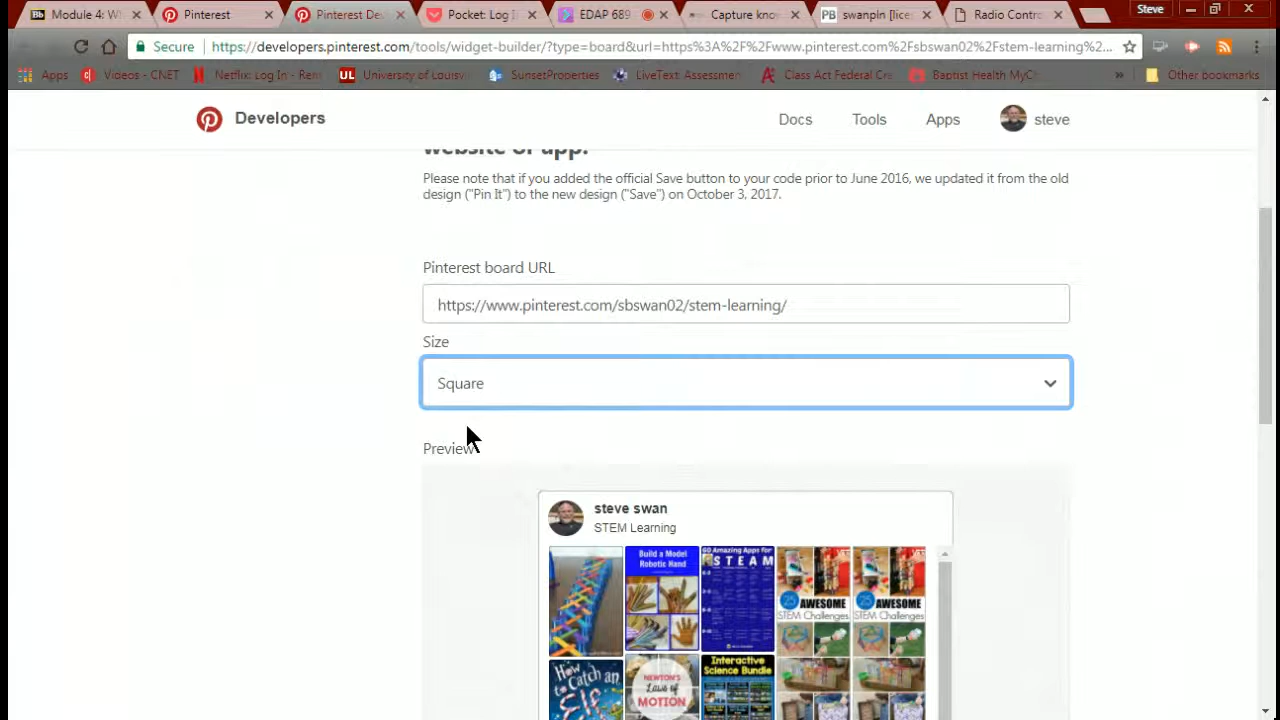 Steve
Module 4: W
Pinterest
Pinterest De
Pocket: Log I
EDAP 689
Capture kno
PB swanpln [lice
Radio Contr
Secure
https://developers.pinterest.com/tools/widget-builder/?type=board&url=https%3A%2F%2Fwww.pinterest.com%2Fsbswan02%2Fstem-learning%2...
Apps
Videos - CNET
Netflix: Log In - Rem
UL University of Louisv
SunsetProperties
LiveText: Assessmen
Class Act Federal Cre
Baptist Health MyCh
»
Other bookmarks
Developers
Docs
Tools
Apps
steve
website or app.
Please note that if you added the official Save button to your code prior to June 2016, we updated it from the old
design ("Pin It") to the new design ("Save") on October 3, 2017.
Pinterest board URL
https://www.pinterest.com/sbswan02/stem-learning/
Size
Square
Preview
steve swan
STEM Learning
Build a Model
Robotic Hand
60 Amazing Apps for
STEAM
25 AWESOME
STEM Challenges
25 AWESOME
STEM Challenges
How to
Catch an
Elf
NEWTON'S
Laws of
MOTION
Interactive
Science Bundle